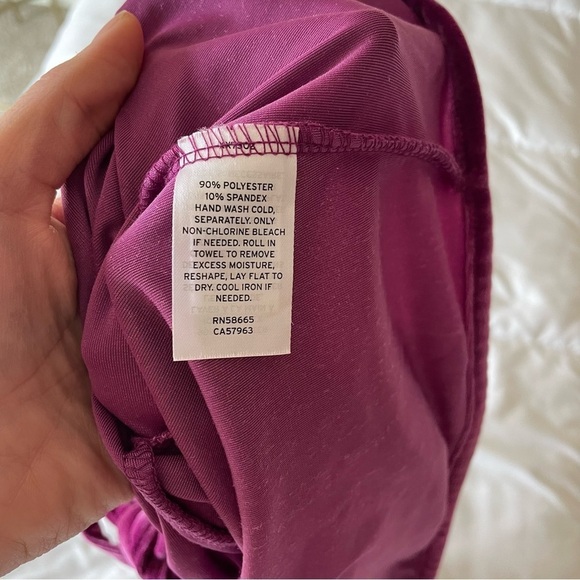 90% POLYESTER
10% SPANDEX
HAND WASH COLD,
SEPARATELY. ONLY
NON-CHLORINE BLEACH
IF NEEDED. ROLL IN
TOWEL TO REMOVE
EXCESS MOISTURE,
RESHAPE, LAY FLAT TO
DRY. COOL IRON IF
NEEDED.
RN58665
CA57963